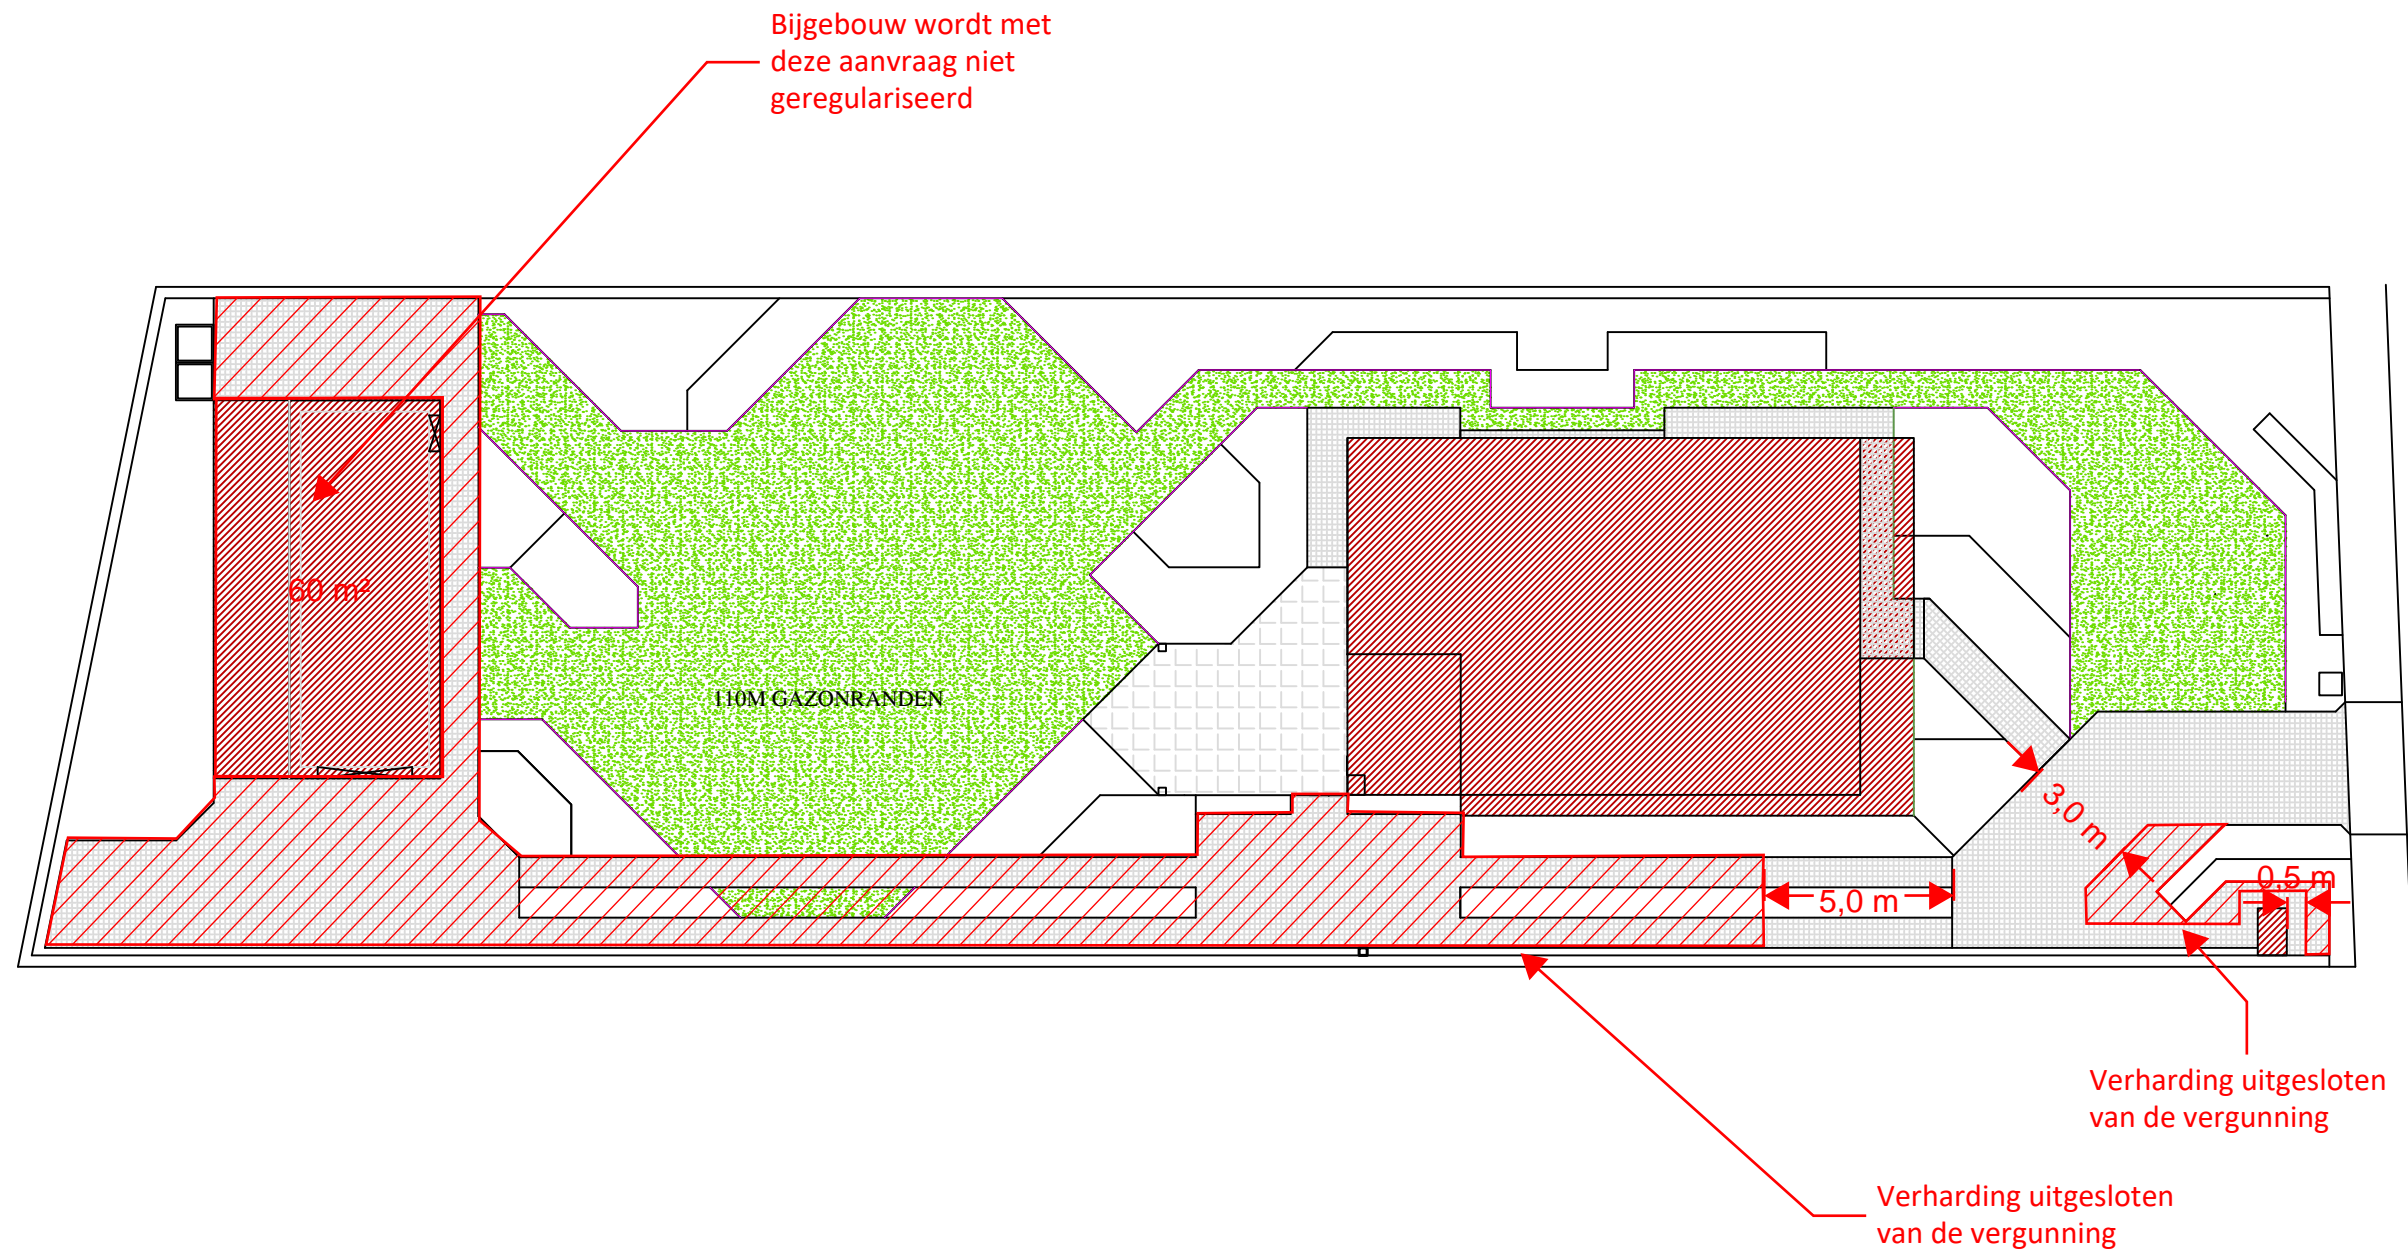 Bijgebouw wordt met
deze aanvraag niet
geregulariseerd
60 m²
110M GAZONRANDEN
3,0 m
0,5 m
5,0 m
Verharding uitgesloten
van de vergunning
Verharding uitgesloten
van de vergunning